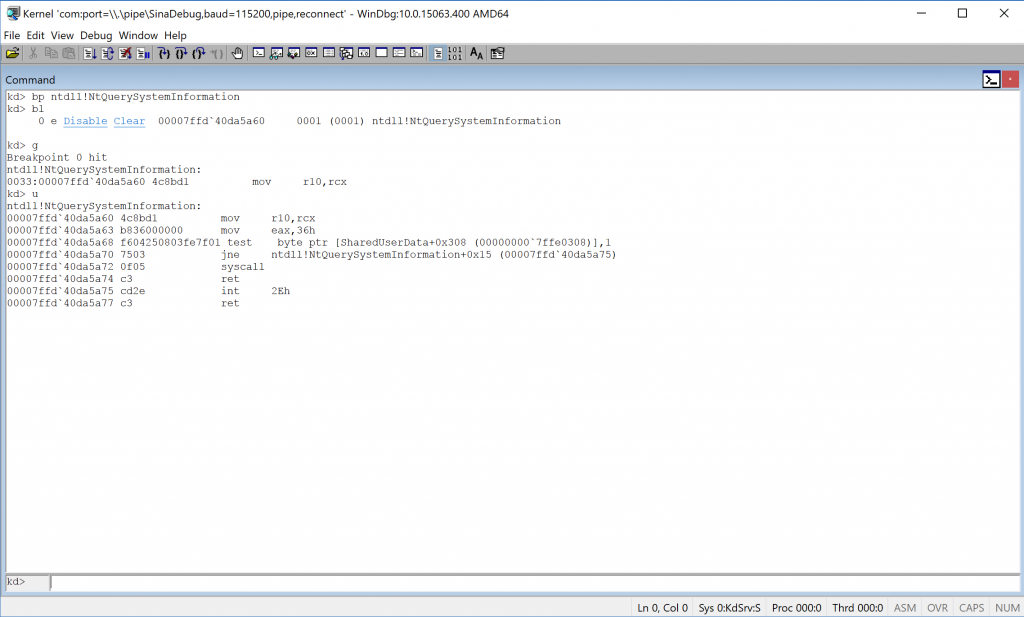 Kernel 'com:port=\\.\pipe\SinaDebug,baud=115200,pipe,reconnect' - WinDbg:10.0.15063.400 AMD64
File Edit View Debug Window Help
Command
kd> bp ntdll!NtQuerySystemInformation
kd> bl
     0 e Disable Clear  00007ffd`40da5a60     0001 (0001) ntdll!NtQuerySystemInformation
kd> g
Breakpoint 0 hit
ntdll!NtQuerySystemInformation:
0033:00007ffd`40da5a60 4c8bd1          mov     r10,rcx
kd> u
ntdll!NtQuerySystemInformation:
00007ffd`40da5a60 4c8bd1          mov     r10,rcx
00007ffd`40da5a63 b836000000      mov     eax,36h
00007ffd`40da5a68 f604250803fe7f01 test    byte ptr [SharedUserData+0x308 (00000000`7ffe0308)],1
00007ffd`40da5a70 7503            jne     ntdll!NtQuerySystemInformation+0x15 (00007ffd`40da5a75)
00007ffd`40da5a72 0f05            syscall
00007ffd`40da5a74 c3              ret
00007ffd`40da5a75 cd2e            int     2Eh
00007ffd`40da5a77 c3              ret
kd>
Ln 0, Col 0 Sys 0:KdSrv:S Proc 000:0 Thrd 000:0 ASM OVR CAPS NUM